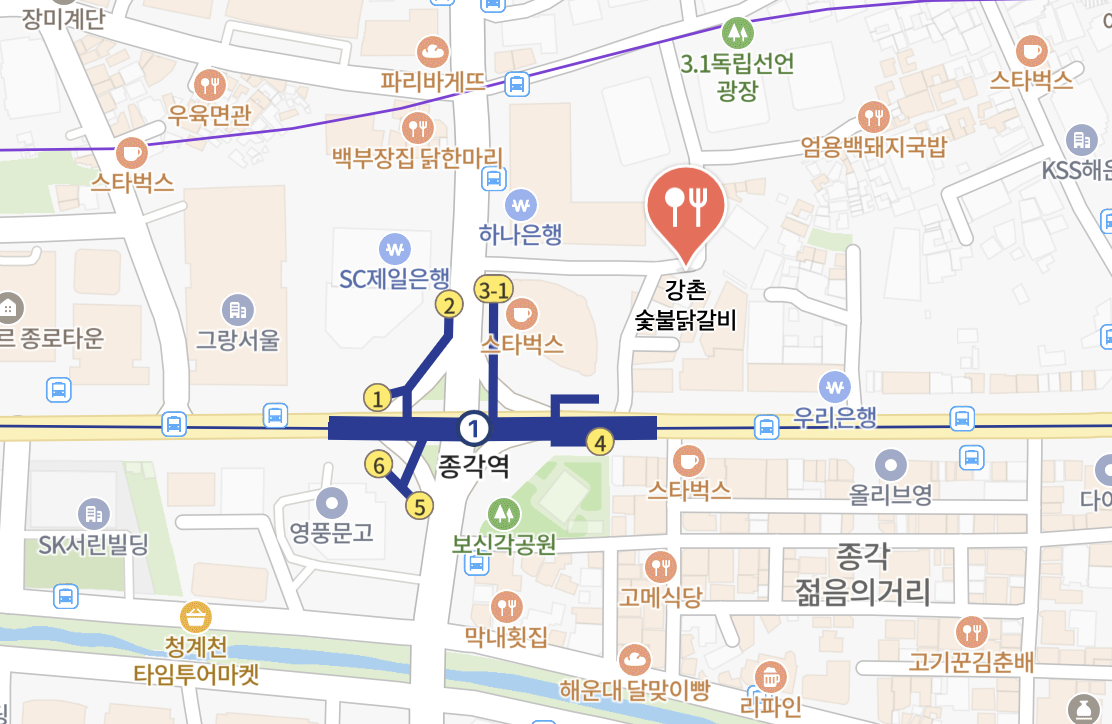 장미계단
파리바게뜨
3.1독립선언
광장
스타벅스
우육면관
백부장집 닭한마리
엄용백돼지국밥
스타벅스
KSS해운
하나은행
SC제일은행
강촌
숯불닭갈비
2
3-1
스타벅스
그랑서울
르 종로타운
1
우리은행
1
4
종각역
6
5
스타벅스
올리브영
다이
영풍문고
SK서린빌딩
보신각공원
종각
젊음의거리
고메식당
막내횟집
청계천
타임투어마켓
고기꾼김춘배
해운대 달맞이빵
리파인